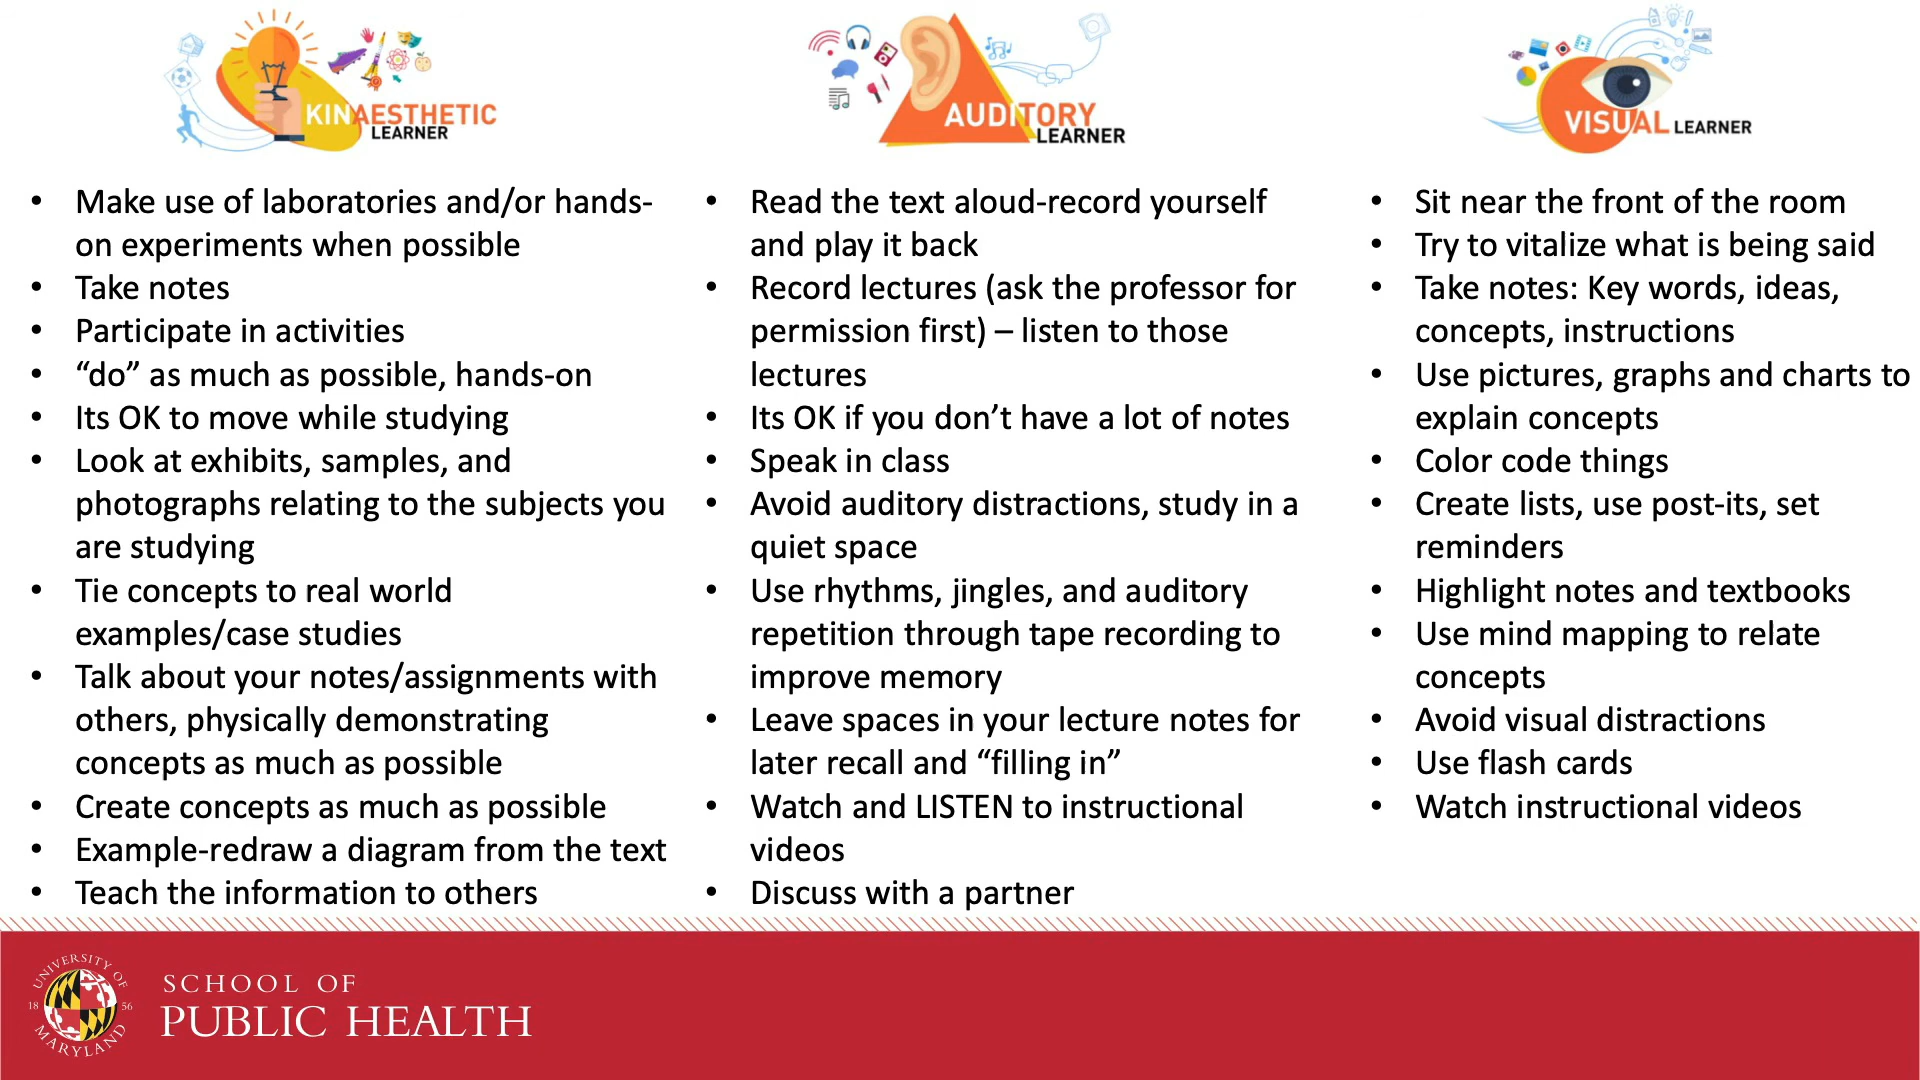 KINAESTHETIC
LEARNER
• Make use of laboratories and/or hands-
on experiments when possible
• Take notes
• Participate in activities
• “do” as much as possible, hands-on
• Its OK to move while studying
• Look at exhibits, samples, and
photographs relating to the subjects you
are studying
• Tie concepts to real world
examples/case studies
• Talk about your notes/assignments with
others, physically demonstrating
concepts as much as possible
• Create concepts as much as possible
• Example-redraw a diagram from the text
• Teach the information to others
AUDITORY
LEARNER
• Read the text aloud-record yourself
and play it back
• Record lectures (ask the professor for
permission first) – listen to those
lectures
• Its OK if you don’t have a lot of notes
• Speak in class
• Avoid auditory distractions, study in a
quiet space
• Use rhythms, jingles, and auditory
repetition through tape recording to
improve memory
• Leave spaces in your lecture notes for
later recall and “filling in”
• Watch and LISTEN to instructional
videos
• Discuss with a partner
VISUAL LEARNER
• Sit near the front of the room
• Try to vitalize what is being said
• Take notes: Key words, ideas,
concepts, instructions
• Use pictures, graphs and charts to
explain concepts
• Color code things
• Create lists, use post-its, set
reminders
• Highlight notes and textbooks
• Use mind mapping to relate
concepts
• Avoid visual distractions
• Use flash cards
• Watch instructional videos
UNIVERSITY OF
18 56
MARYLAND
SCHOOL OF
PUBLIC HEALTH